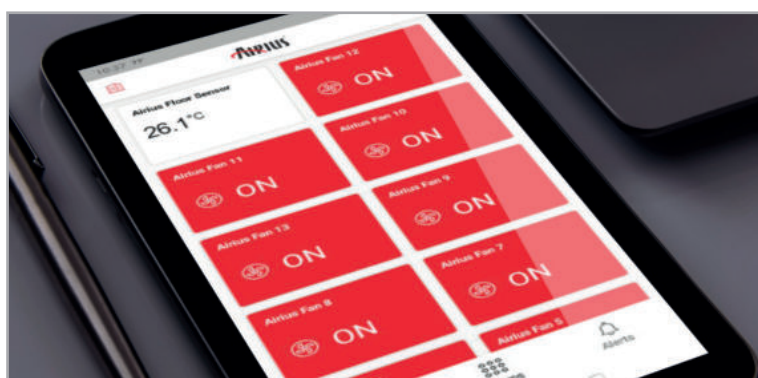 10:37
AIRIUS
Airius Floor Sensor
26.1°C
Airius Fan 12
ON
Airius Fan 11
ON
Airius Fan 10
ON
Airius Fan 13
ON
Airius Fan 9
ON
Airius Fan 8
ON
Airius Fan 7
ON
Airius Fan 5
Alerts